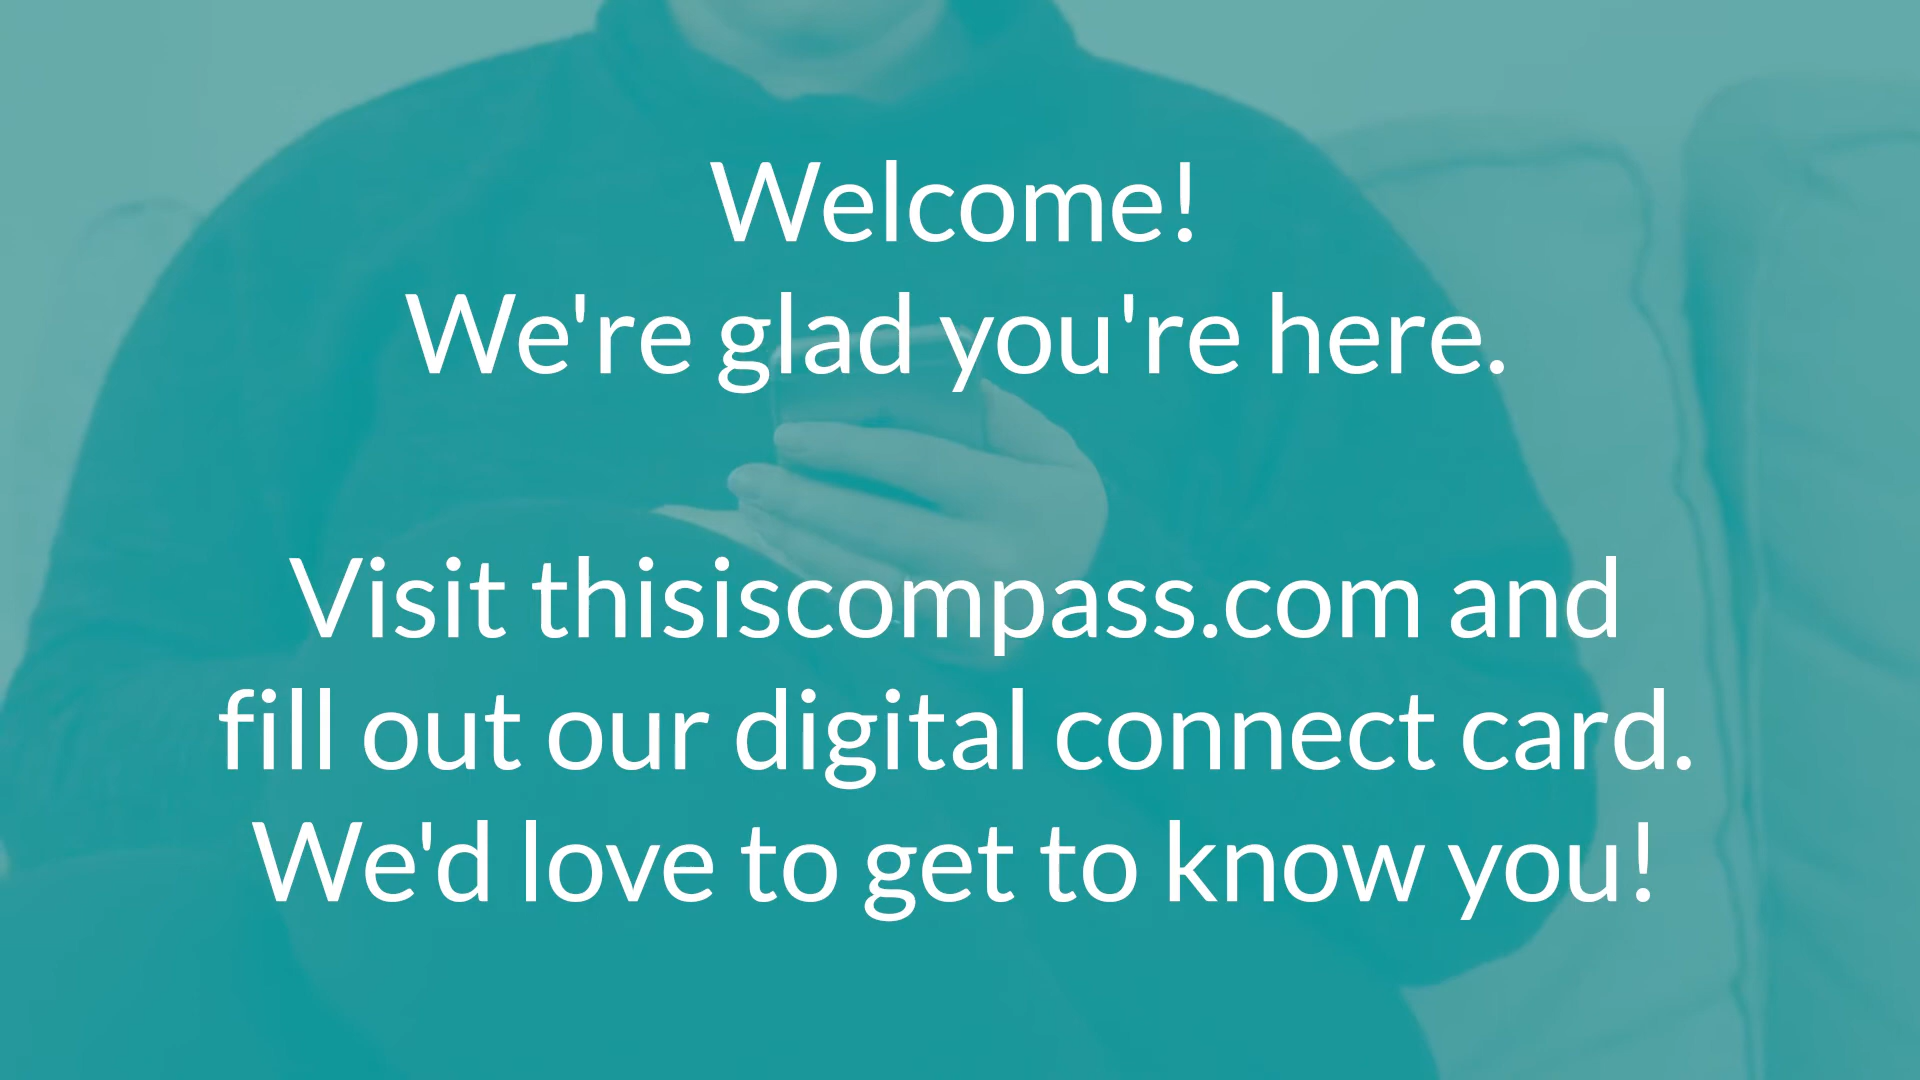 Welcome!
We're glad you're here.
Visit thisiscompass.com and
fill out our digital connect card.
We'd love to get to know you!